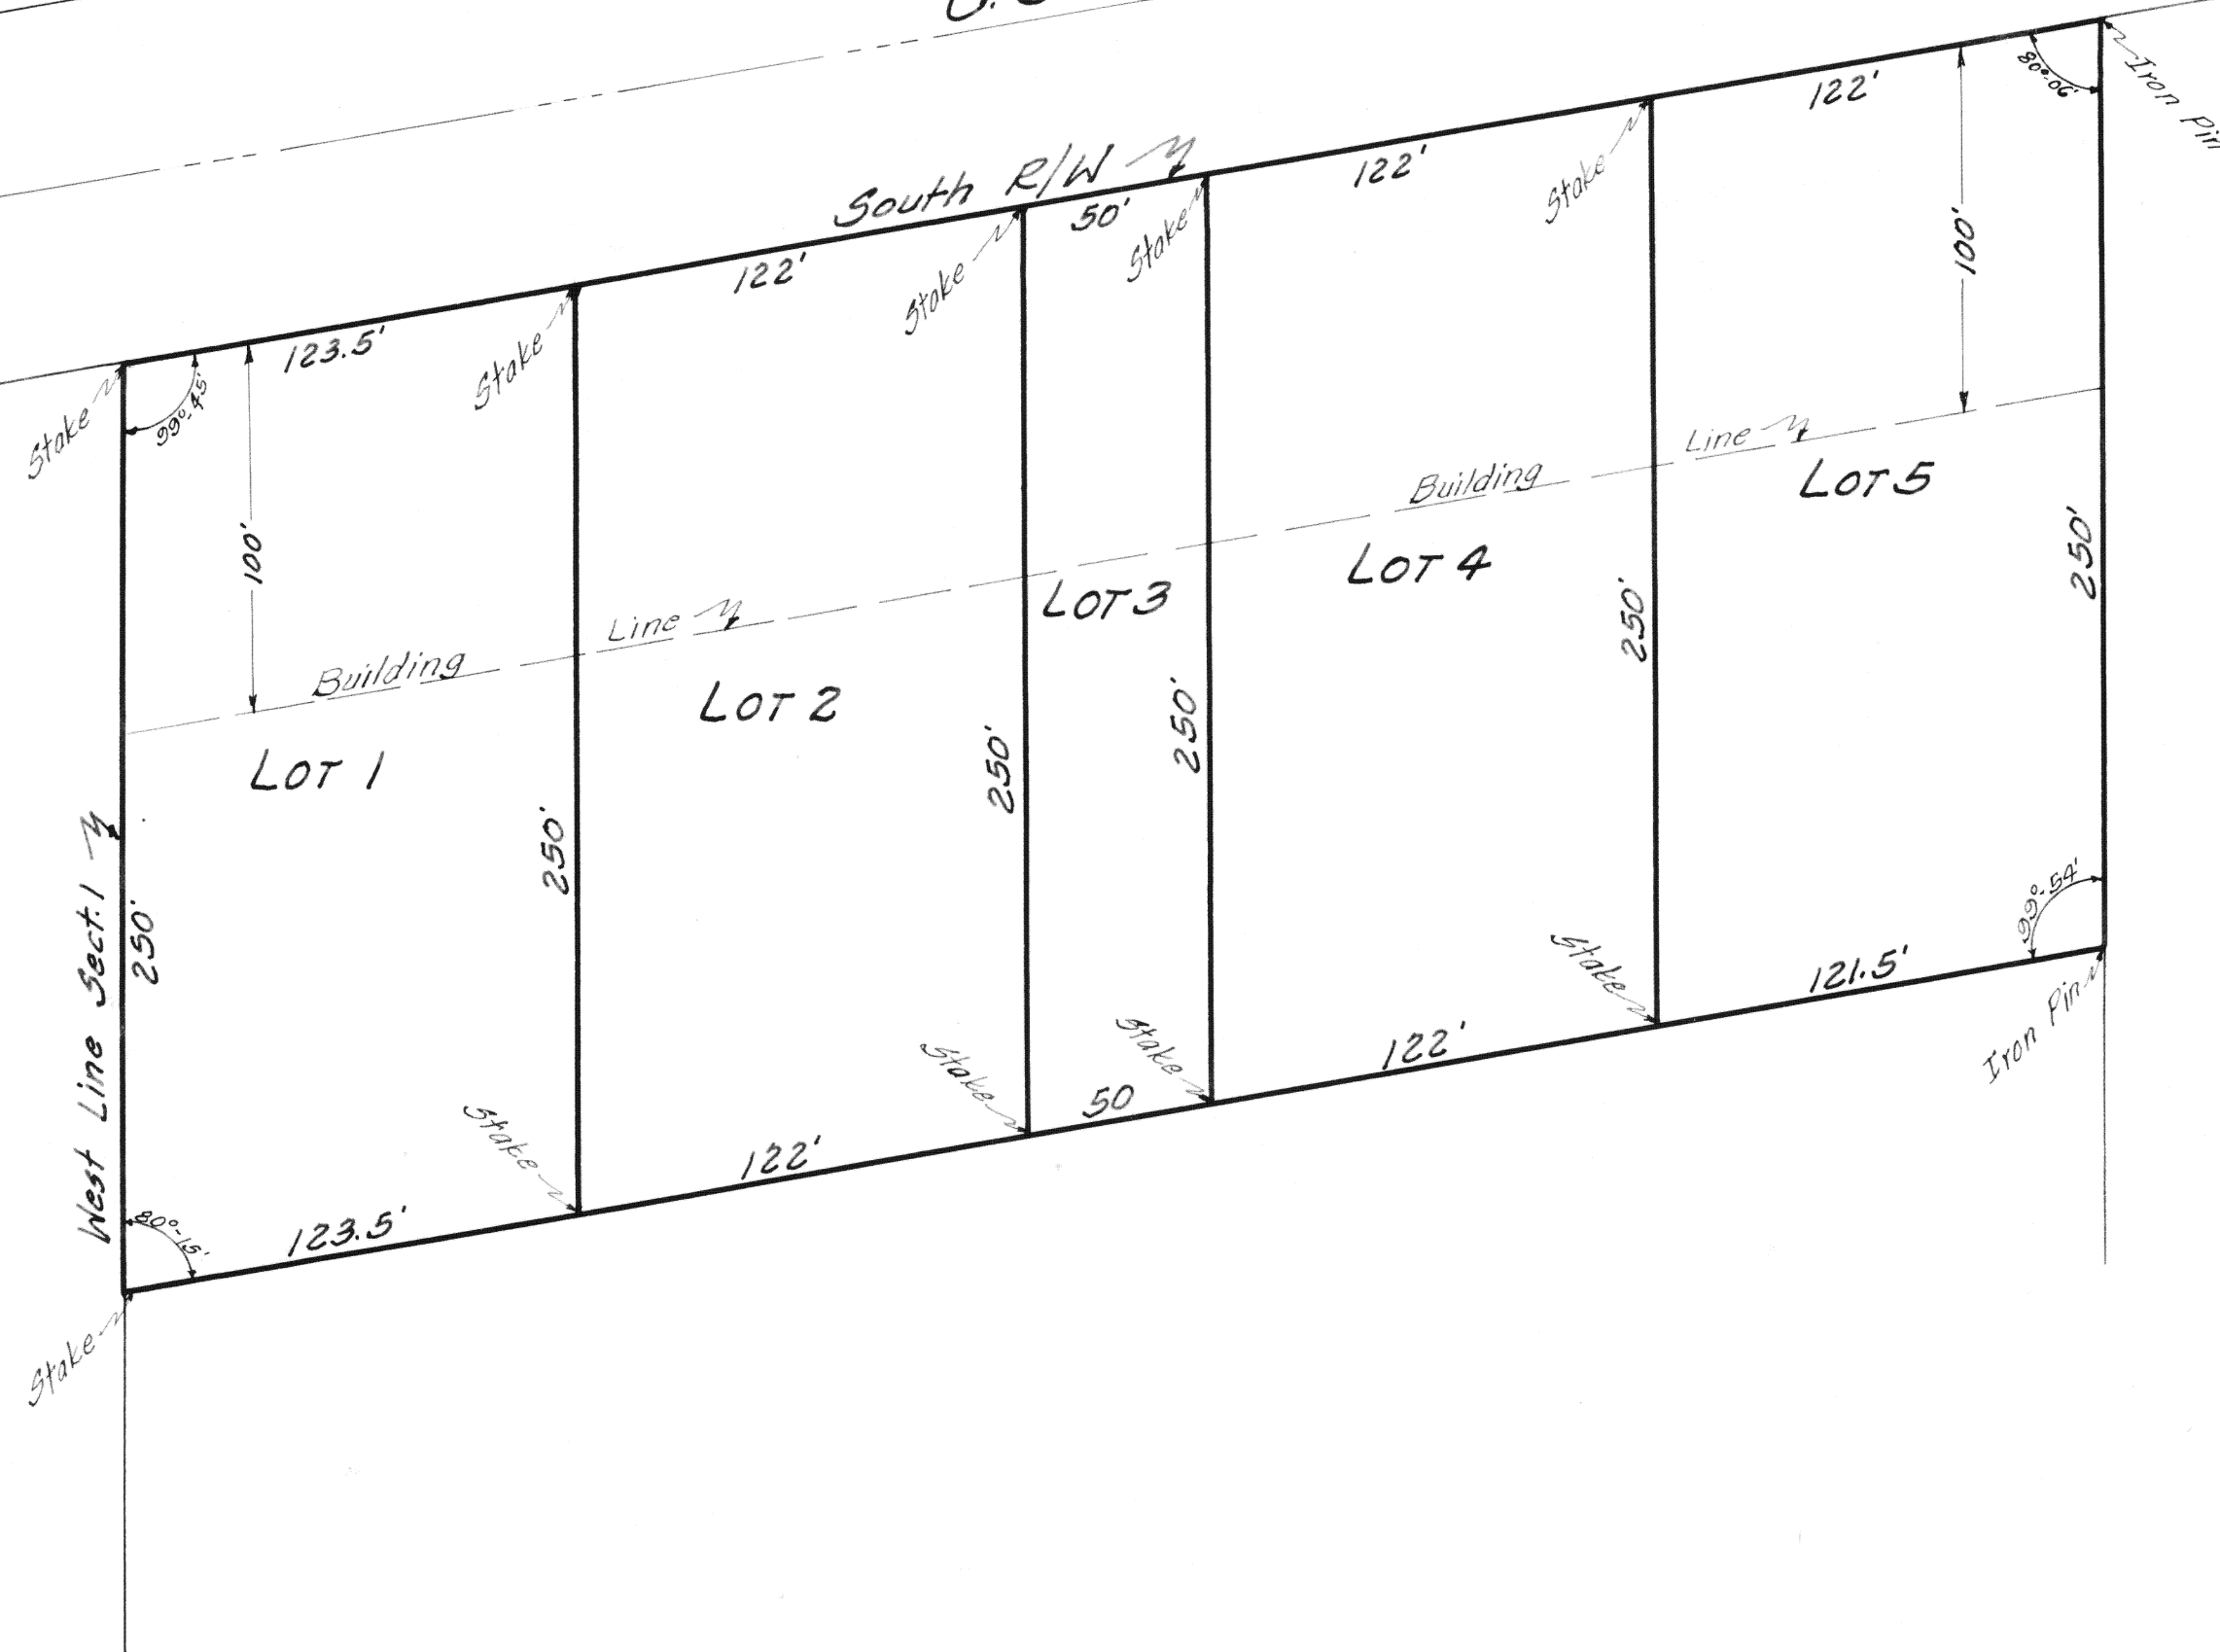 U.S
Iron Pin
80°-06'
122'
Stake
122'
South R/W
50'
Stake
100'
122'
Stake
123.5'
Stake
Stake
99°-45'
Line
LOT 5
Building
100'
250'
LOT 4
LOT 3
250'
Line
Building
LOT 2
250'
250'
LOT 1
250'
West Line Sect. 1
250'
99°-54'
121.5'
Stake
Iron Pin
122'
Stake
50
Stake
122'
Stake
123.5'
80°-15'
Stake